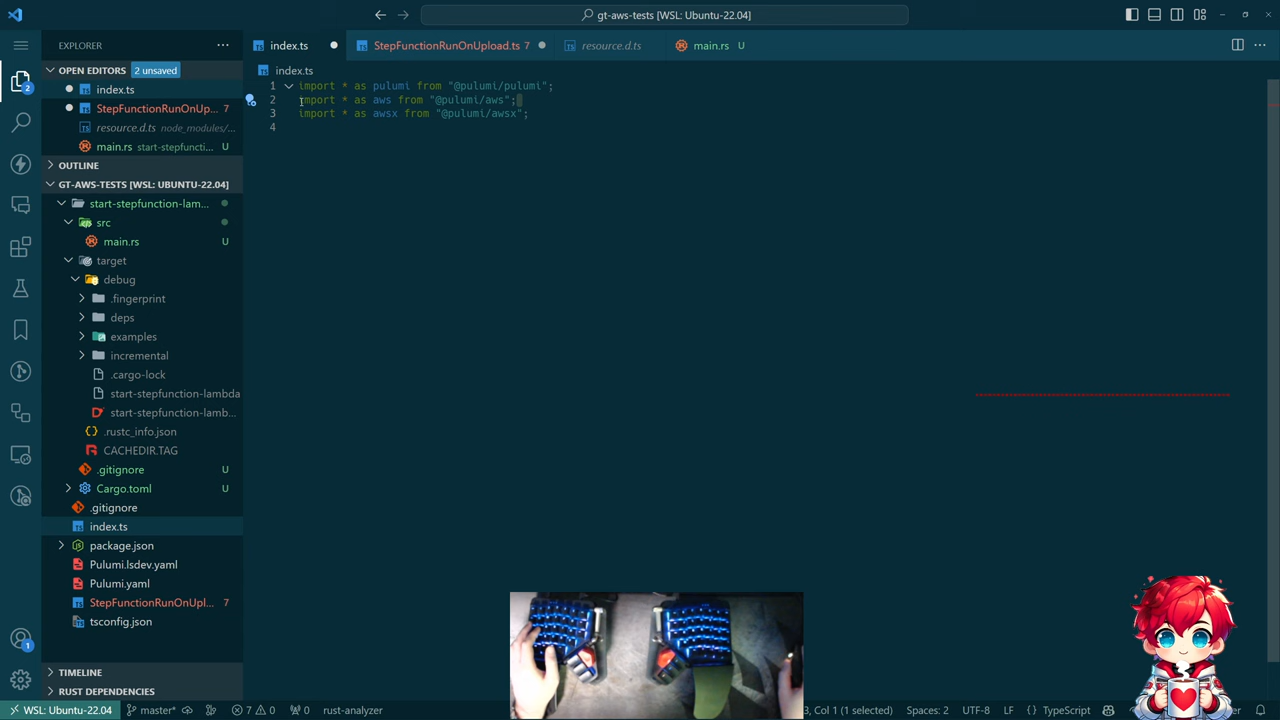 gt-aws-tests [WSL: Ubuntu-22.04]
EXPLORER
index.ts
StepFunctionRunOnUpload.ts 7
resource.d.ts
main.rs U
OPEN EDITORS 2 unsaved
index.ts
index.ts
StepFunctionRunOnUp... 7
resource.d.ts node_modules/...
main.rs start-stepfuncti... U
OUTLINE
GT-AWS-TESTS [WSL: UBUNTU-22.04]
start-stepfunction-lam...
src
main.rs U
target
debug
.fingerprint
deps
examples
incremental
.cargo-lock
start-stepfunction-lambda
start-stepfunction-lamb...
.rustc_info.json
CACHEDIR.TAG
.gitignore U
Cargo.toml U
.gitignore
index.ts
package.json
Pulumi.lsdev.yaml
Pulumi.yaml
StepFunctionRunOnUpl... 7
tsconfig.json
TIMELINE
RUST DEPENDENCIES
1 import * as pulumi from "@pulumi/pulumi";
2 import * as aws from "@pulumi/aws";
3 import * as awsx from "@pulumi/awsx";
4
WSL: Ubuntu-22.04 master* 7 0 0 rust-analyzer
3, Col 1 (1 selected) Spaces: 2 UTF-8 LF TypeScript